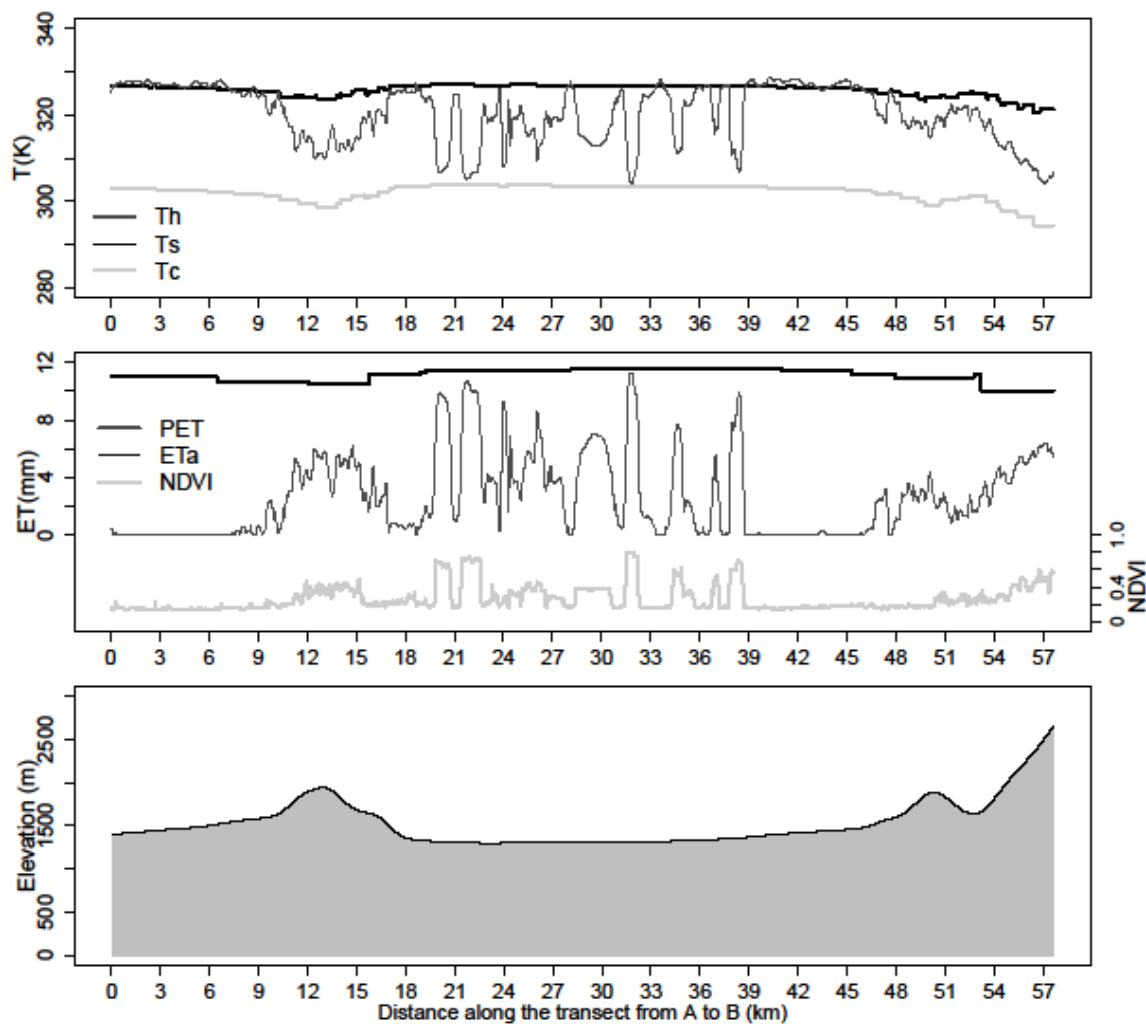 340
320
300
280
T(K)
Th
Ts
Tc
0 3 6 9 12 15 18 21 24 27 30 33 36 39 42 45 48 51 54 57
12
8
4
0
ET(mm)
PET
ETa
NDVI
1.0
0.4
0
NDVI
0 3 6 9 12 15 18 21 24 27 30 33 36 39 42 45 48 51 54 57
2500
1500
500
0
Elevation (m)
0 3 6 9 12 15 18 21 24 27 30 33 36 39 42 45 48 51 54 57
Distance along the transect from A to B (km)